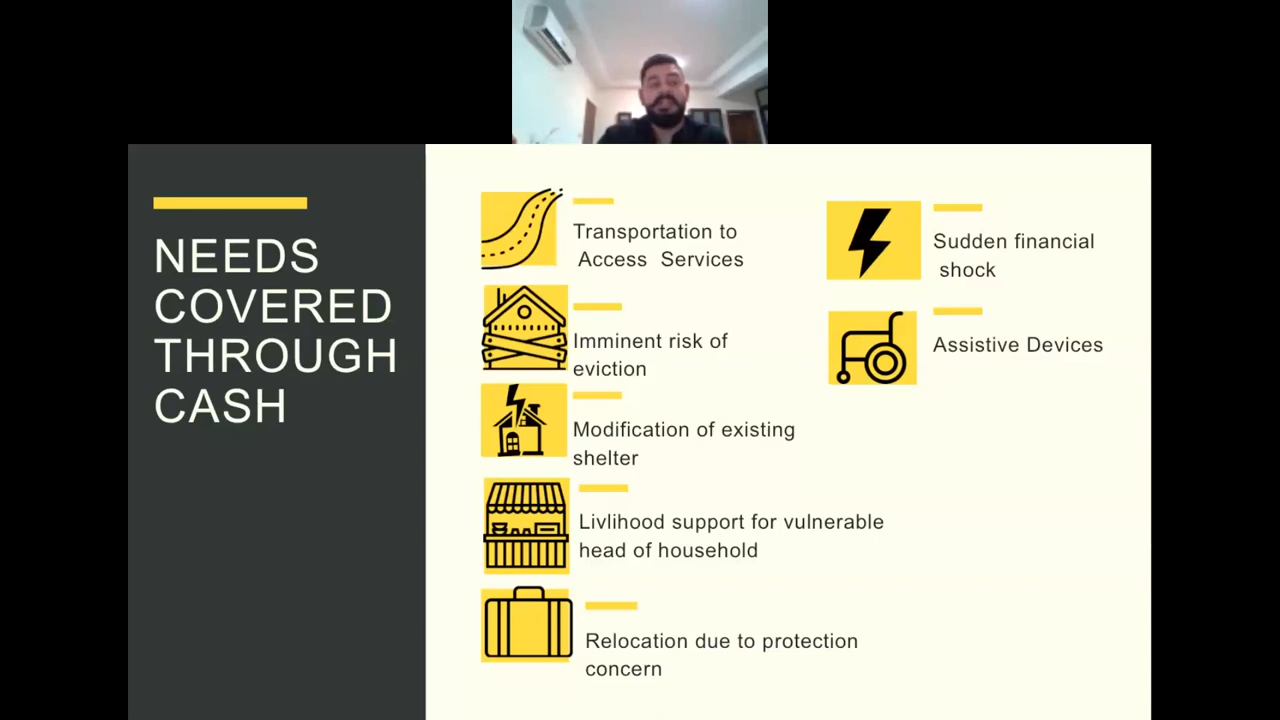 NEEDS
COVERED
THROUGH
CASH
Transportation to
Access Services
Imminent risk of
eviction
Modification of existing
shelter
Livlihood support for vulnerable
head of household
Relocation due to protection
concern
Sudden financial
shock
Assistive Devices